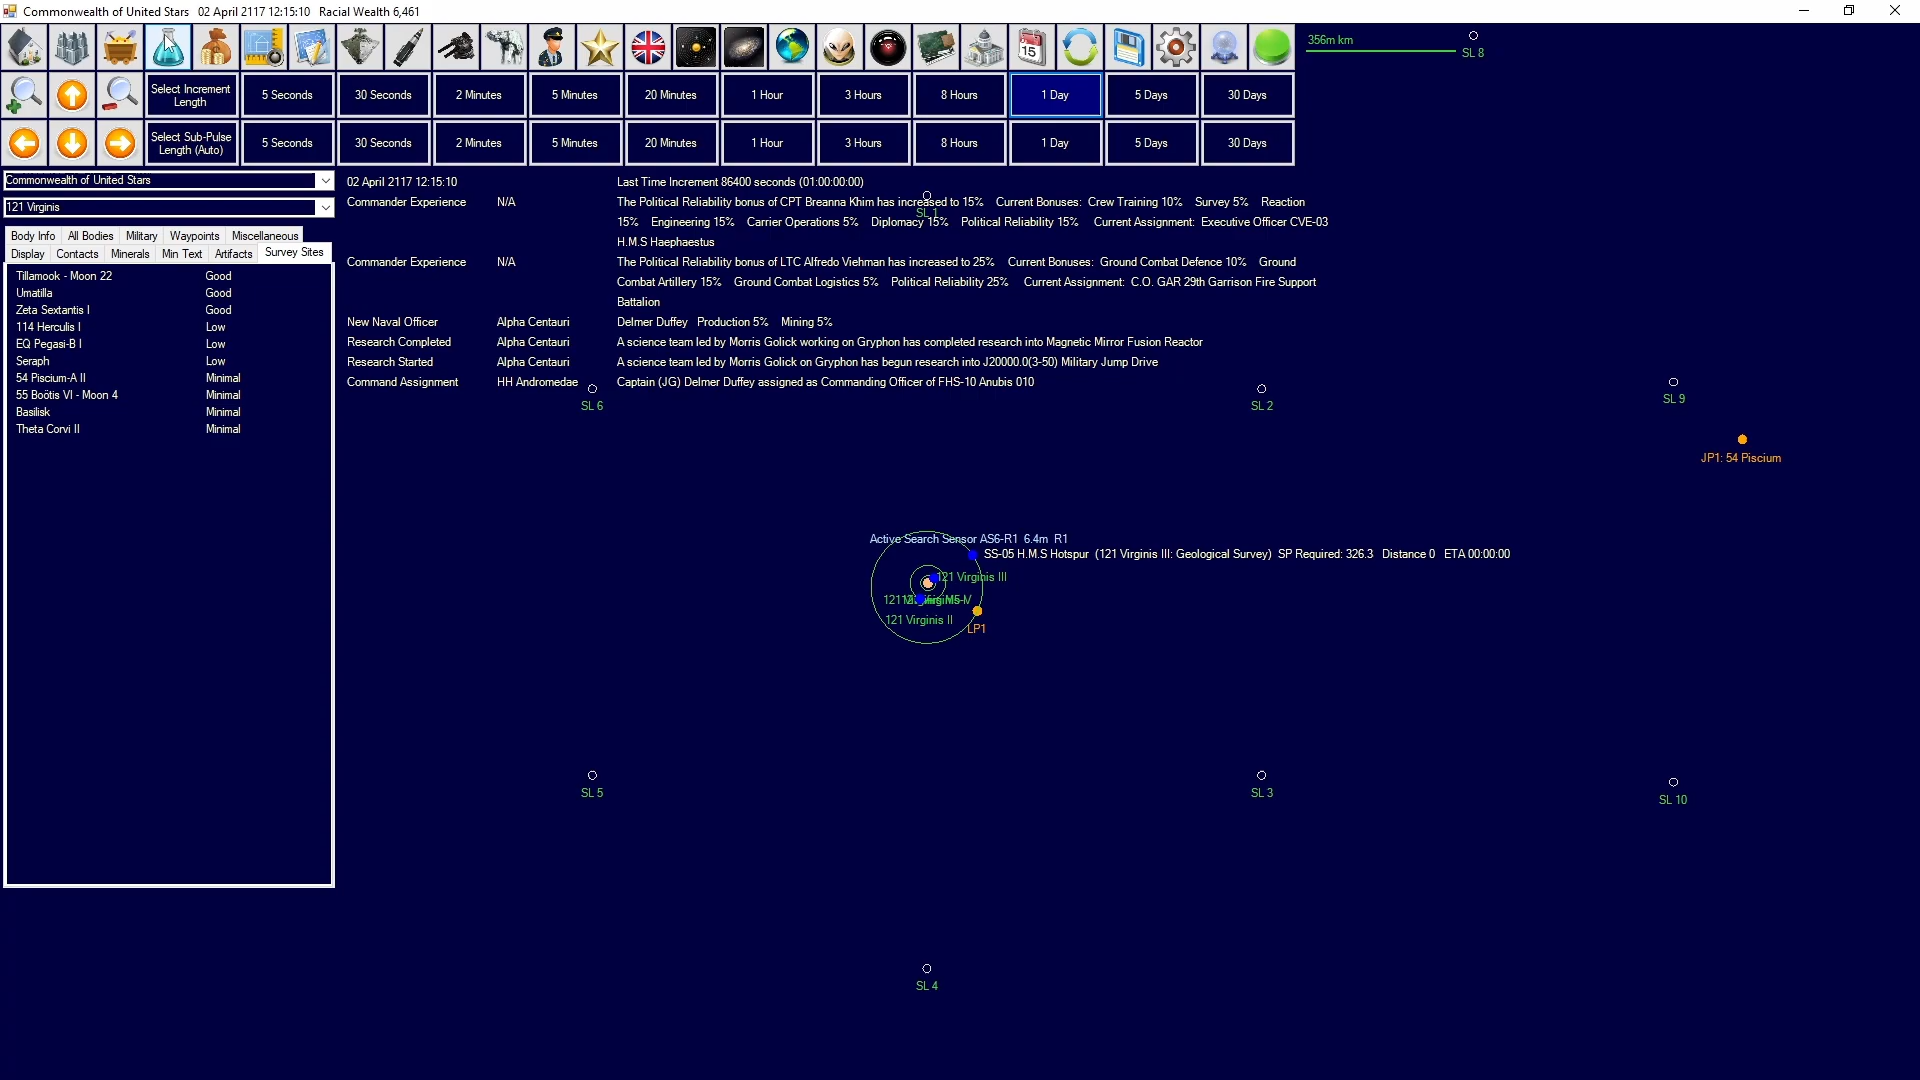 Commonwealth of United Stars   02 April 2117 12:15:10   Racial Wealth 6,461
15
356m km
SL 8
Select Increment Length
5 Seconds
30 Seconds
2 Minutes
5 Minutes
20 Minutes
1 Hour
3 Hours
8 Hours
1 Day
5 Days
30 Days
Select Sub-Pulse Length (Auto)
5 Seconds
30 Seconds
2 Minutes
5 Minutes
20 Minutes
1 Hour
3 Hours
8 Hours
1 Day
5 Days
30 Days
Commonwealth of United Stars
121 Virginis
Body Info   All Bodies   Military   Waypoints   Miscellaneous
Display   Contacts   Minerals   Min Text   Artifacts   Survey Sites
Tillamook - Moon 22   Good
Umatilla   Good
Zeta Sextantis I   Good
114 Herculis I   Low
EQ Pegasi-B I   Low
Seraph   Low
54 Piscium-A II   Minimal
55 Boötis VI - Moon 4   Minimal
Basilisk   Minimal
Theta Corvi II   Minimal
02 April 2117 12:15:10   Last Time Increment 86400 seconds (01:00:00:00)
Commander Experience   N/A   The Political Reliability bonus of CPT Breanna Khim has increased to 15%   Current Bonuses:  Crew Training 10%   Survey 5%   Reaction
15%   Engineering 15%   Carrier Operations 5%   Diplomacy 15%   Political Reliability 15%   Current Assignment:  Executive Officer CVE-03
H.M.S Haephaestus
Commander Experience   N/A   The Political Reliability bonus of LTC Alfredo Viehman has increased to 25%   Current Bonuses:  Ground Combat Defence 10%   Ground
Combat Artillery 15%   Ground Combat Logistics 5%   Political Reliability 25%   Current Assignment:  C.O. GAR 29th Garrison Fire Support
Battalion
New Naval Officer   Alpha Centauri   Delmer Duffey   Production 5%   Mining 5%
Research Completed   Alpha Centauri   A science team led by Morris Golick working on Gryphon has completed research into Magnetic Mirror Fusion Reactor
Research Started   Alpha Centauri   A science team led by Morris Golick on Gryphon has begun research into J20000.0(3-50) Military Jump Drive
Command Assignment   HH Andromedae   Captain (JG) Delmer Duffey assigned as Commanding Officer of FHS-10 Anubis 010
SL 1
SL 6
SL 2
SL 9
JP1: 54 Piscium
Active Search Sensor AS6-R1  6.4m  R1
SS-05 H.M.S Hotspur  (121 Virginis III: Geological Survey)  SP Required: 326.3   Distance 0   ETA 00:00:00
121 Virginis III
121 Virginis II
LP1
SL 5
SL 3
SL 10
SL 4